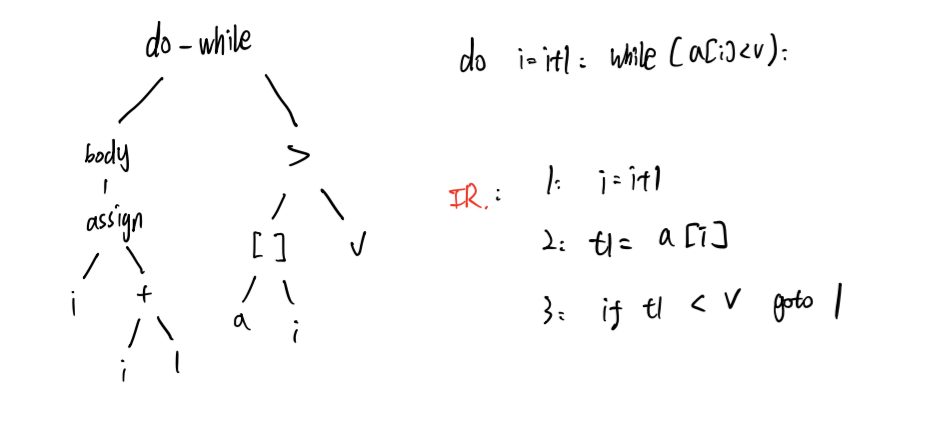 do-while
do i=i+1; while (a[i]<v);
body
>
assign
[ ]
v
i
+
a
i
i
1
IR.:
1: i=i+1
2: t1= a[i]
3: if t1 < v goto 1